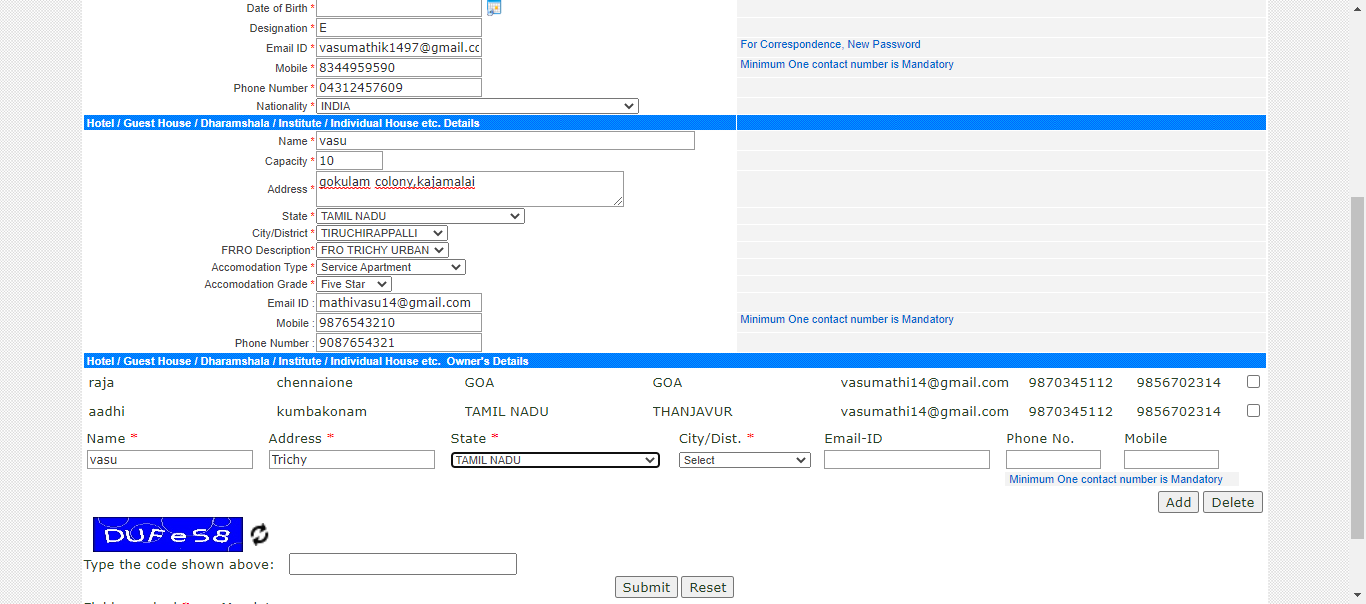 Date of Birth *
Designation * E
Email ID * vasumathik1497@gmail.cc For Correspondence, New Password
Mobile * 8344959590 Minimum One contact number is Mandatory
Phone Number * 04312457609
Nationality * INDIA
Hotel / Guest House / Dharamshala / Institute / Individual House etc. Details
Name * vasu
Capacity * 10
Address * gokulam colony,kajamalai
State * TAMIL NADU
City/District * TIRUCHIRAPPALLI
FRRO Description* FRO TRICHY URBAN
Accomodation Type * Service Apartment
Accomodation Grade * Five Star
Email ID : mathivasu14@gmail.com
Mobile : 9876543210 Minimum One contact number is Mandatory
Phone Number : 9087654321
Hotel / Guest House / Dharamshala / Institute / Individual House etc. Owner's Details
raja chennaione GOA GOA vasumathi14@gmail.com 9870345112 9856702314
aadhi kumbakonam TAMIL NADU THANJAVUR vasumathi14@gmail.com 9870345112 9856702314
Name * Address * State * City/Dist. * Email-ID Phone No. Mobile
vasu Trichy TAMIL NADU Select
Minimum One contact number is Mandatory
Add Delete
DUFeS8
Type the code shown above:
Submit Reset